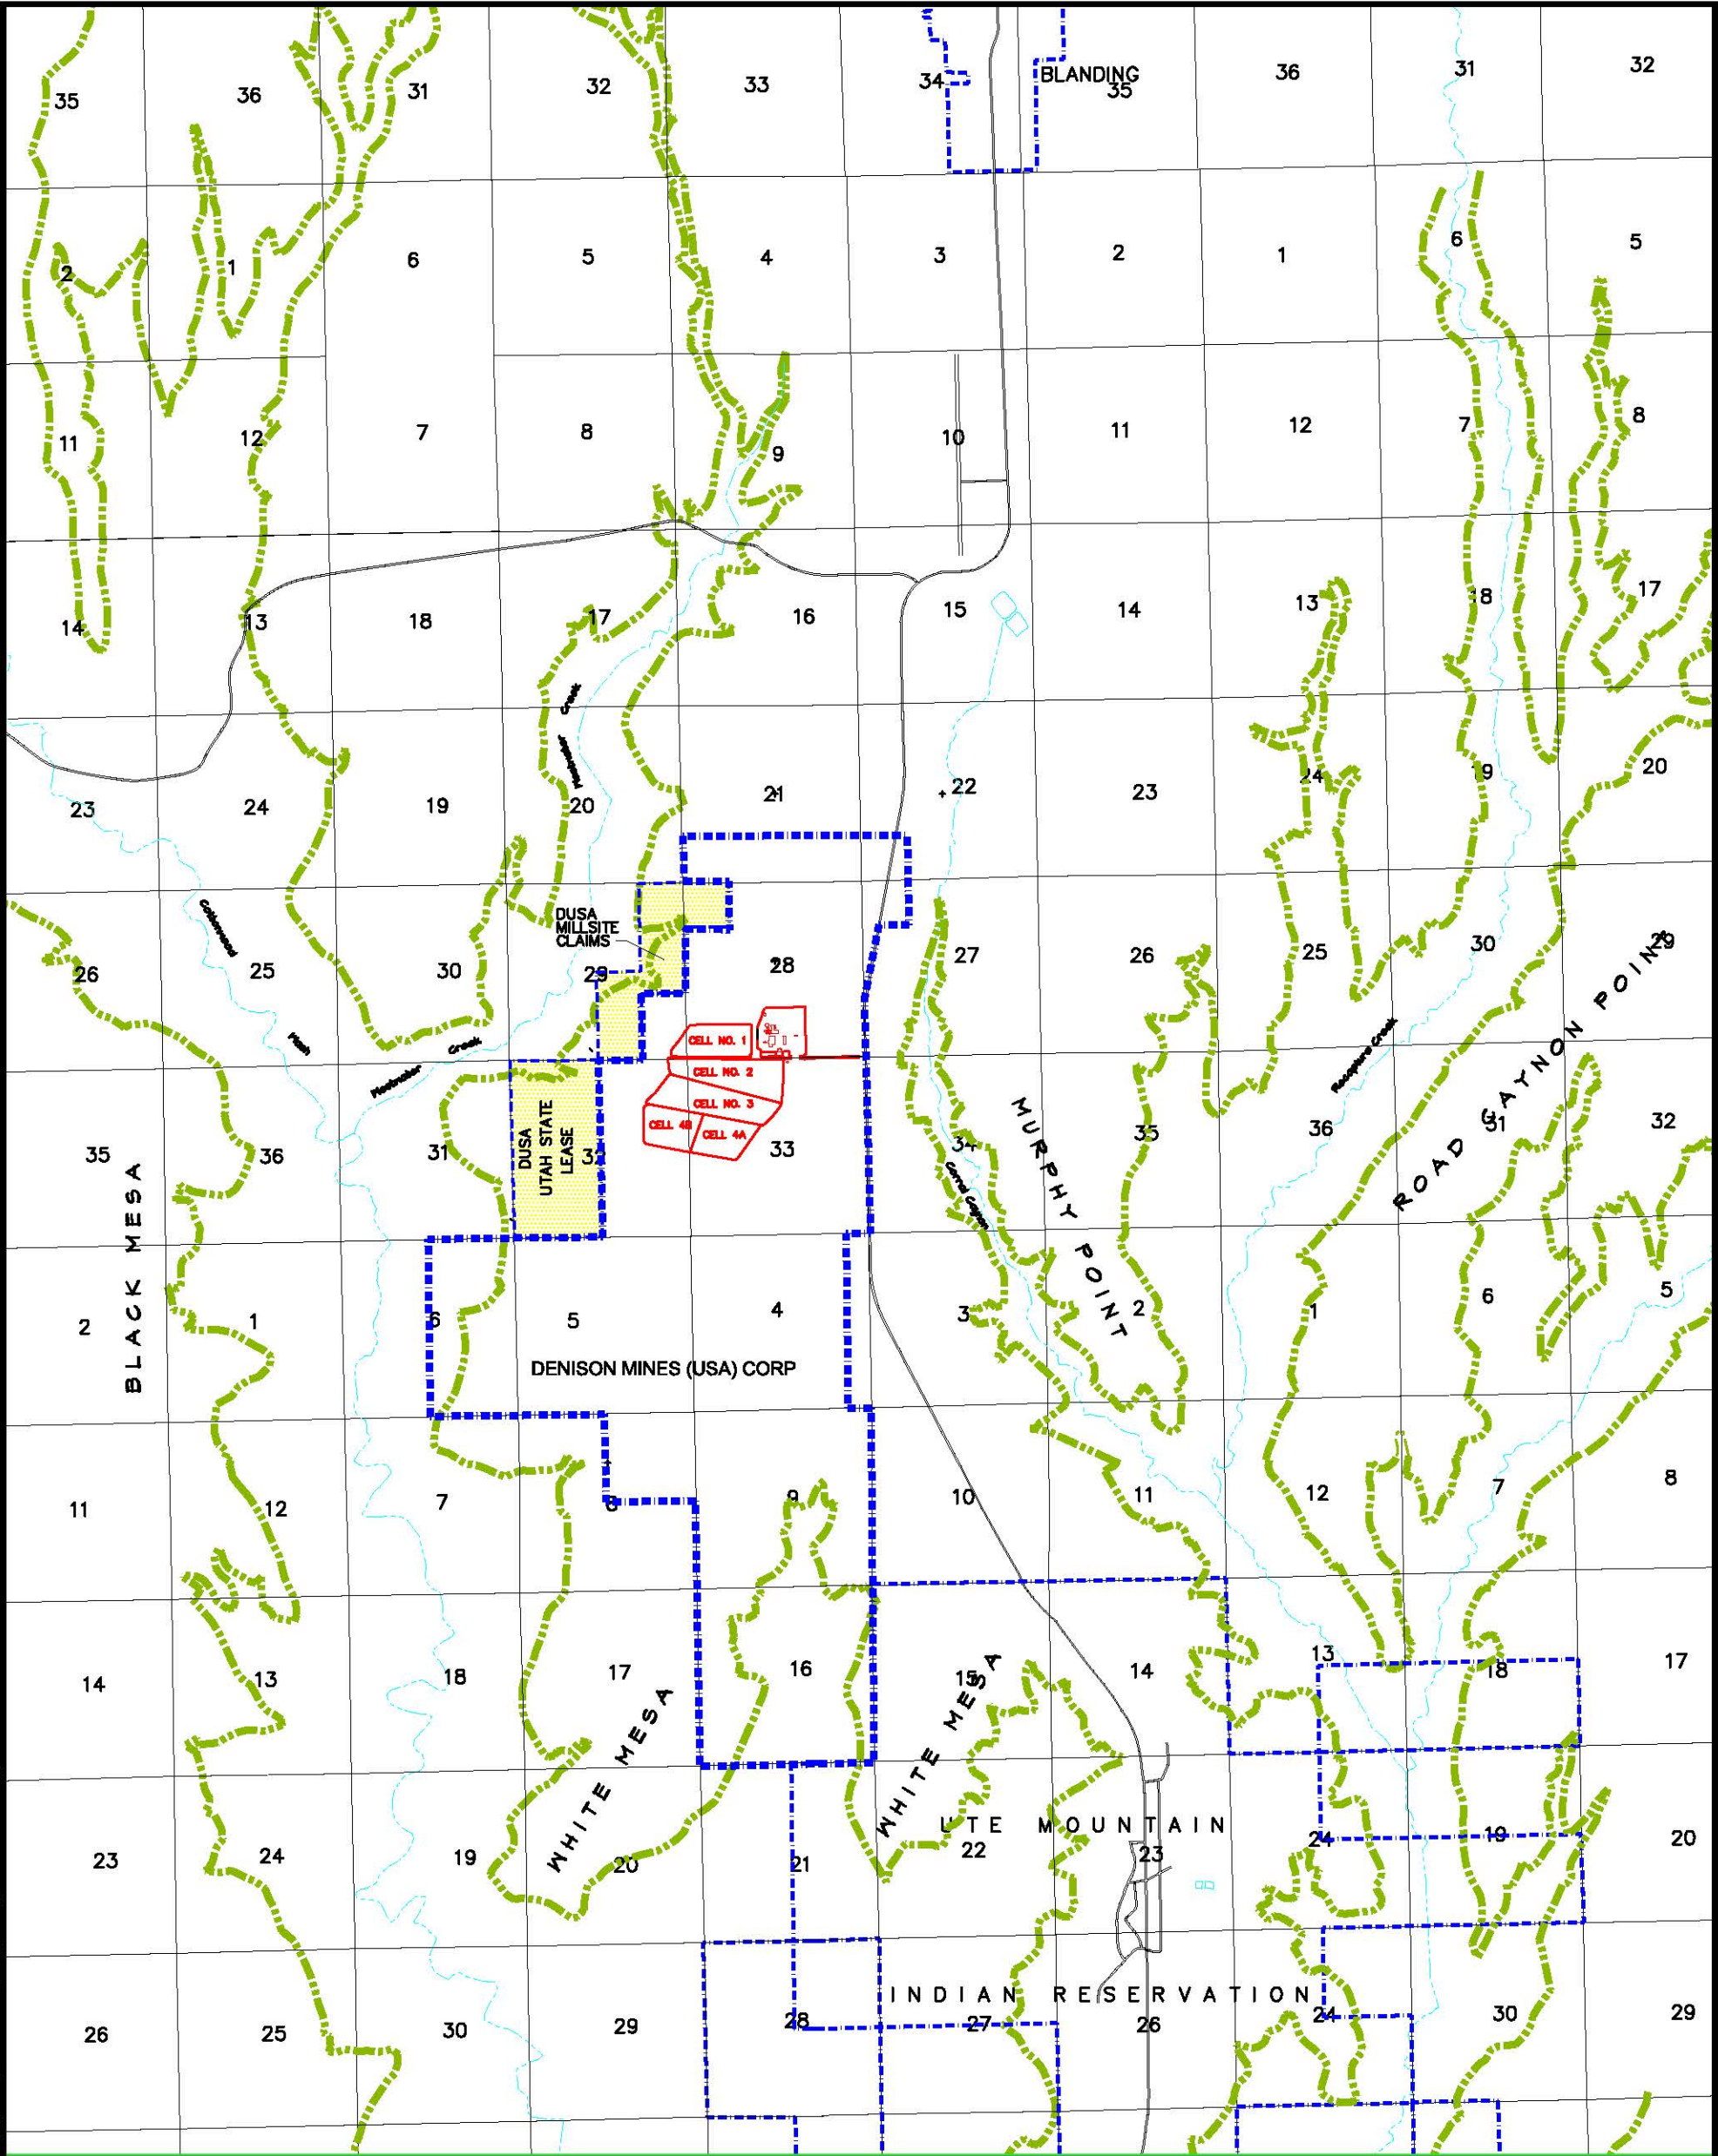 35 36 31 32 33 34 BLANDING 35 36 31 32
2 1 6 5 4 3 2 1 6 5
11 12 7 8 9 10 11 12 7 8
14 13 18 17 16 15 14 13 18 17
Creek
23 24 19 20 21 22 23 24 19 20
DUSA
MILLSITE
CLAIMS
Cottonwood
26 25 30 29 28 27 26 25 30 29
Creek
Westwater
Recapture Creek
CELL NO. 1
CELL NO. 2
CELL NO. 3
CELL 4B
CELL 4A
DUSA
UTAH STATE
LEASE
35 36 31 33 34 35 36 31 32
Corral Canyon
MURPHY POINT
ROAD CAYNON POINT
BLACK MESA
2 1 6 5 4 3 2 1 6 5
DENISON MINES (USA) CORP
11 12 7 8 9 10 11 12 7 8
14 13 18 17 16 15 14 13 18 17
WHITE MESA
WHITE MESA
UTE MOUNTAIN
23 24 19 20 21 22 23 24 19 20
INDIAN RESERVATION
26 25 30 29 28 27 26 24 30 29